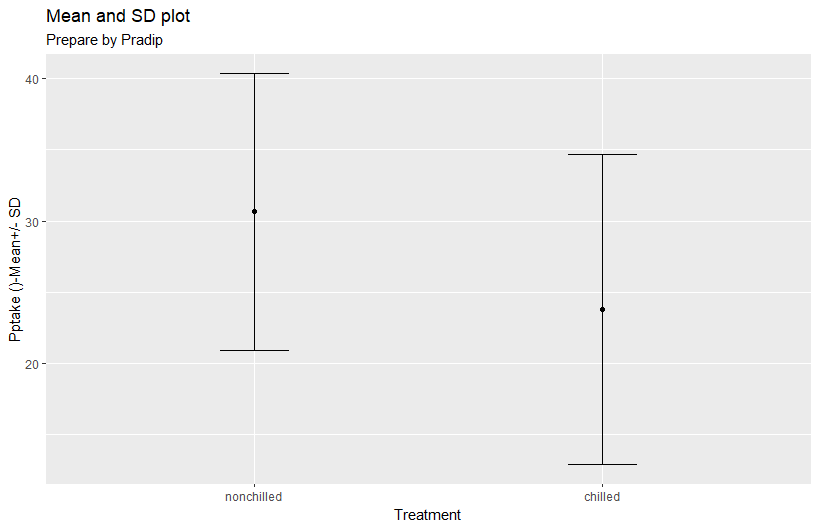 Mean and SD plot
Prepare by Pradip
40
30
20
Pptake ()-Mean+/- SD
nonchilled
chilled
Treatment